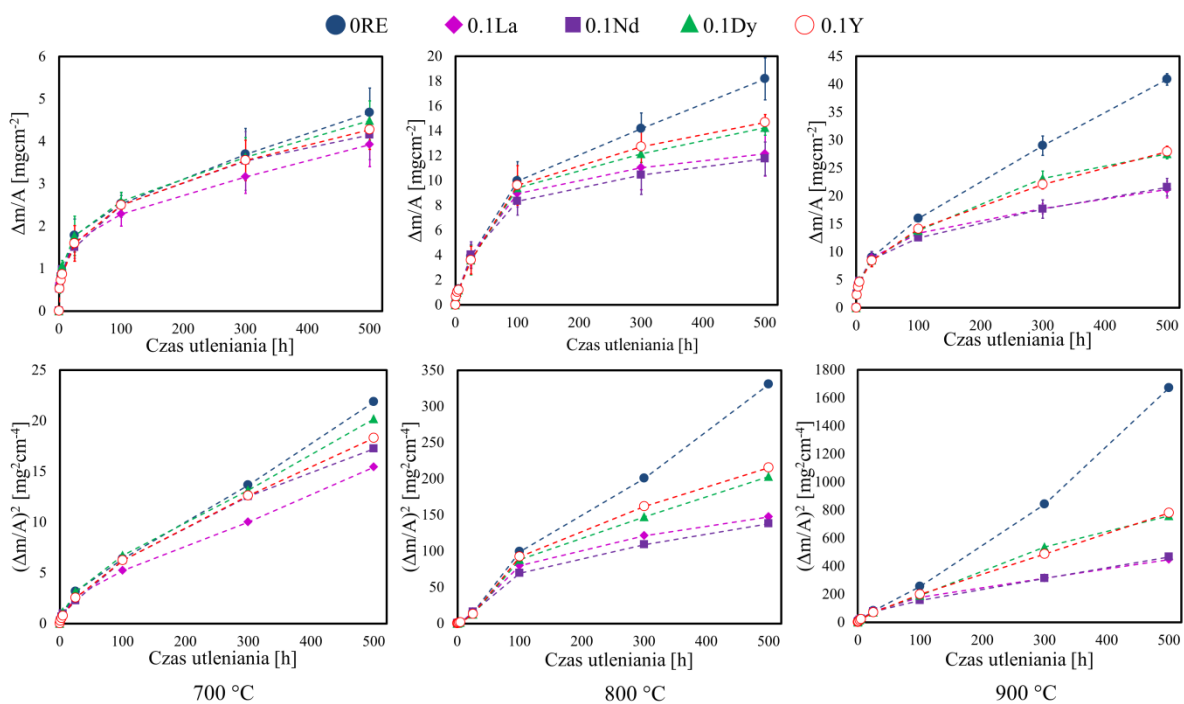 0RE 0.1La 0.1Nd 0.1Dy 0.1Y
Δm/A [mgcm-2]
6
5
4
3
2
1
0
0 100 200 300 400 500
Czas utleniania [h]
Δm/A [mgcm-2]
20
18
16
14
12
10
8
6
4
2
0
0 100 200 300 400 500
Czas utleniania [h]
Δm/A [mgcm-2]
45
40
35
30
25
20
15
10
5
0
0 100 200 300 400 500
Czas utleniania [h]
(Δm/A)2 [mg2cm-4]
25
20
15
10
5
0
0 100 200 300 400 500
Czas utleniania [h]
(Δm/A)2 [mg2cm-4]
350
300
250
200
150
100
50
0
0 100 200 300 400 500
Czas utleniania [h]
(Δm/A)2 [mg2cm-4]
1800
1600
1400
1200
1000
800
600
400
200
0
0 100 200 300 400 500
Czas utleniania [h]
700 °C 800 °C 900 °C